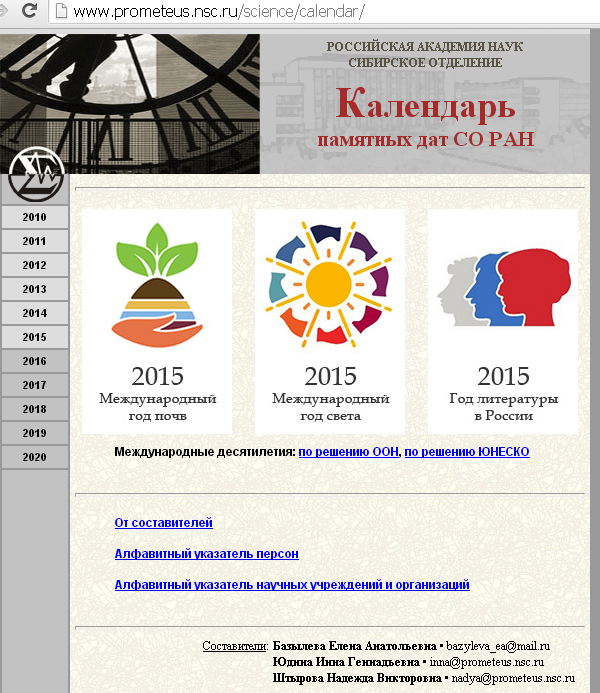 www.prometeus.nsc.ru/science/calendar/
РОССИЙСКАЯ АКАДЕМИЯ НАУК
СИБИРСКОЕ ОТДЕЛЕНИЕ
Календарь
памятных дат СО РАН
2010
2011
2012
2013
2014
2015
2016
2017
2018
2019
2020
2015
Международный
год почв
2015
Международный
год света
2015
Год литературы
в России
Международные десятилетия: по решению ООН, по решению ЮНЕСКО
От составителей
Алфавитный указатель персон
Алфавитный указатель научных учреждений и организаций
Составители: Базылева Елена Анатольевна • bazyleva_ea@mail.ru
Юдина Инна Геннадьевна • inna@prometeus.nsc.ru
Штырова Надежда Викторовна • nadya@prometeus.nsc.ru